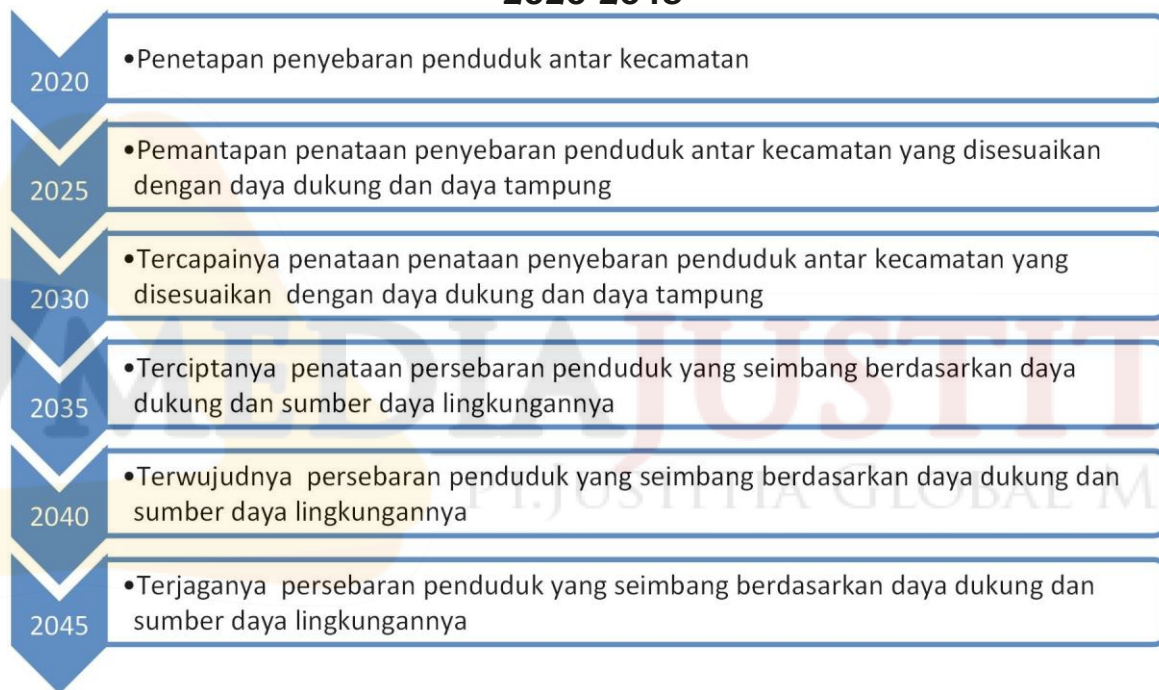 2020
•Penetapan penyebaran penduduk antar kecamatan
2025
•Pemantapan penataan penyebaran penduduk antar kecamatan yang disesuaikan
dengan daya dukung dan daya tampung
2030
•Tercapainya penataan penataan penyebaran penduduk antar kecamatan yang
disesuaikan dengan daya dukung dan daya tampung
2035
•Terciptanya penataan persebaran penduduk yang seimbang berdasarkan daya
dukung dan sumber daya lingkungannya
2040
•Terwujudnya persebaran penduduk yang seimbang berdasarkan daya dukung dan
sumber daya lingkungannya
2045
•Terjaganya persebaran penduduk yang seimbang berdasarkan daya dukung dan
sumber daya lingkungannya
MEDIAJUSTIT
PT.JUSTITIA GLOBAL M